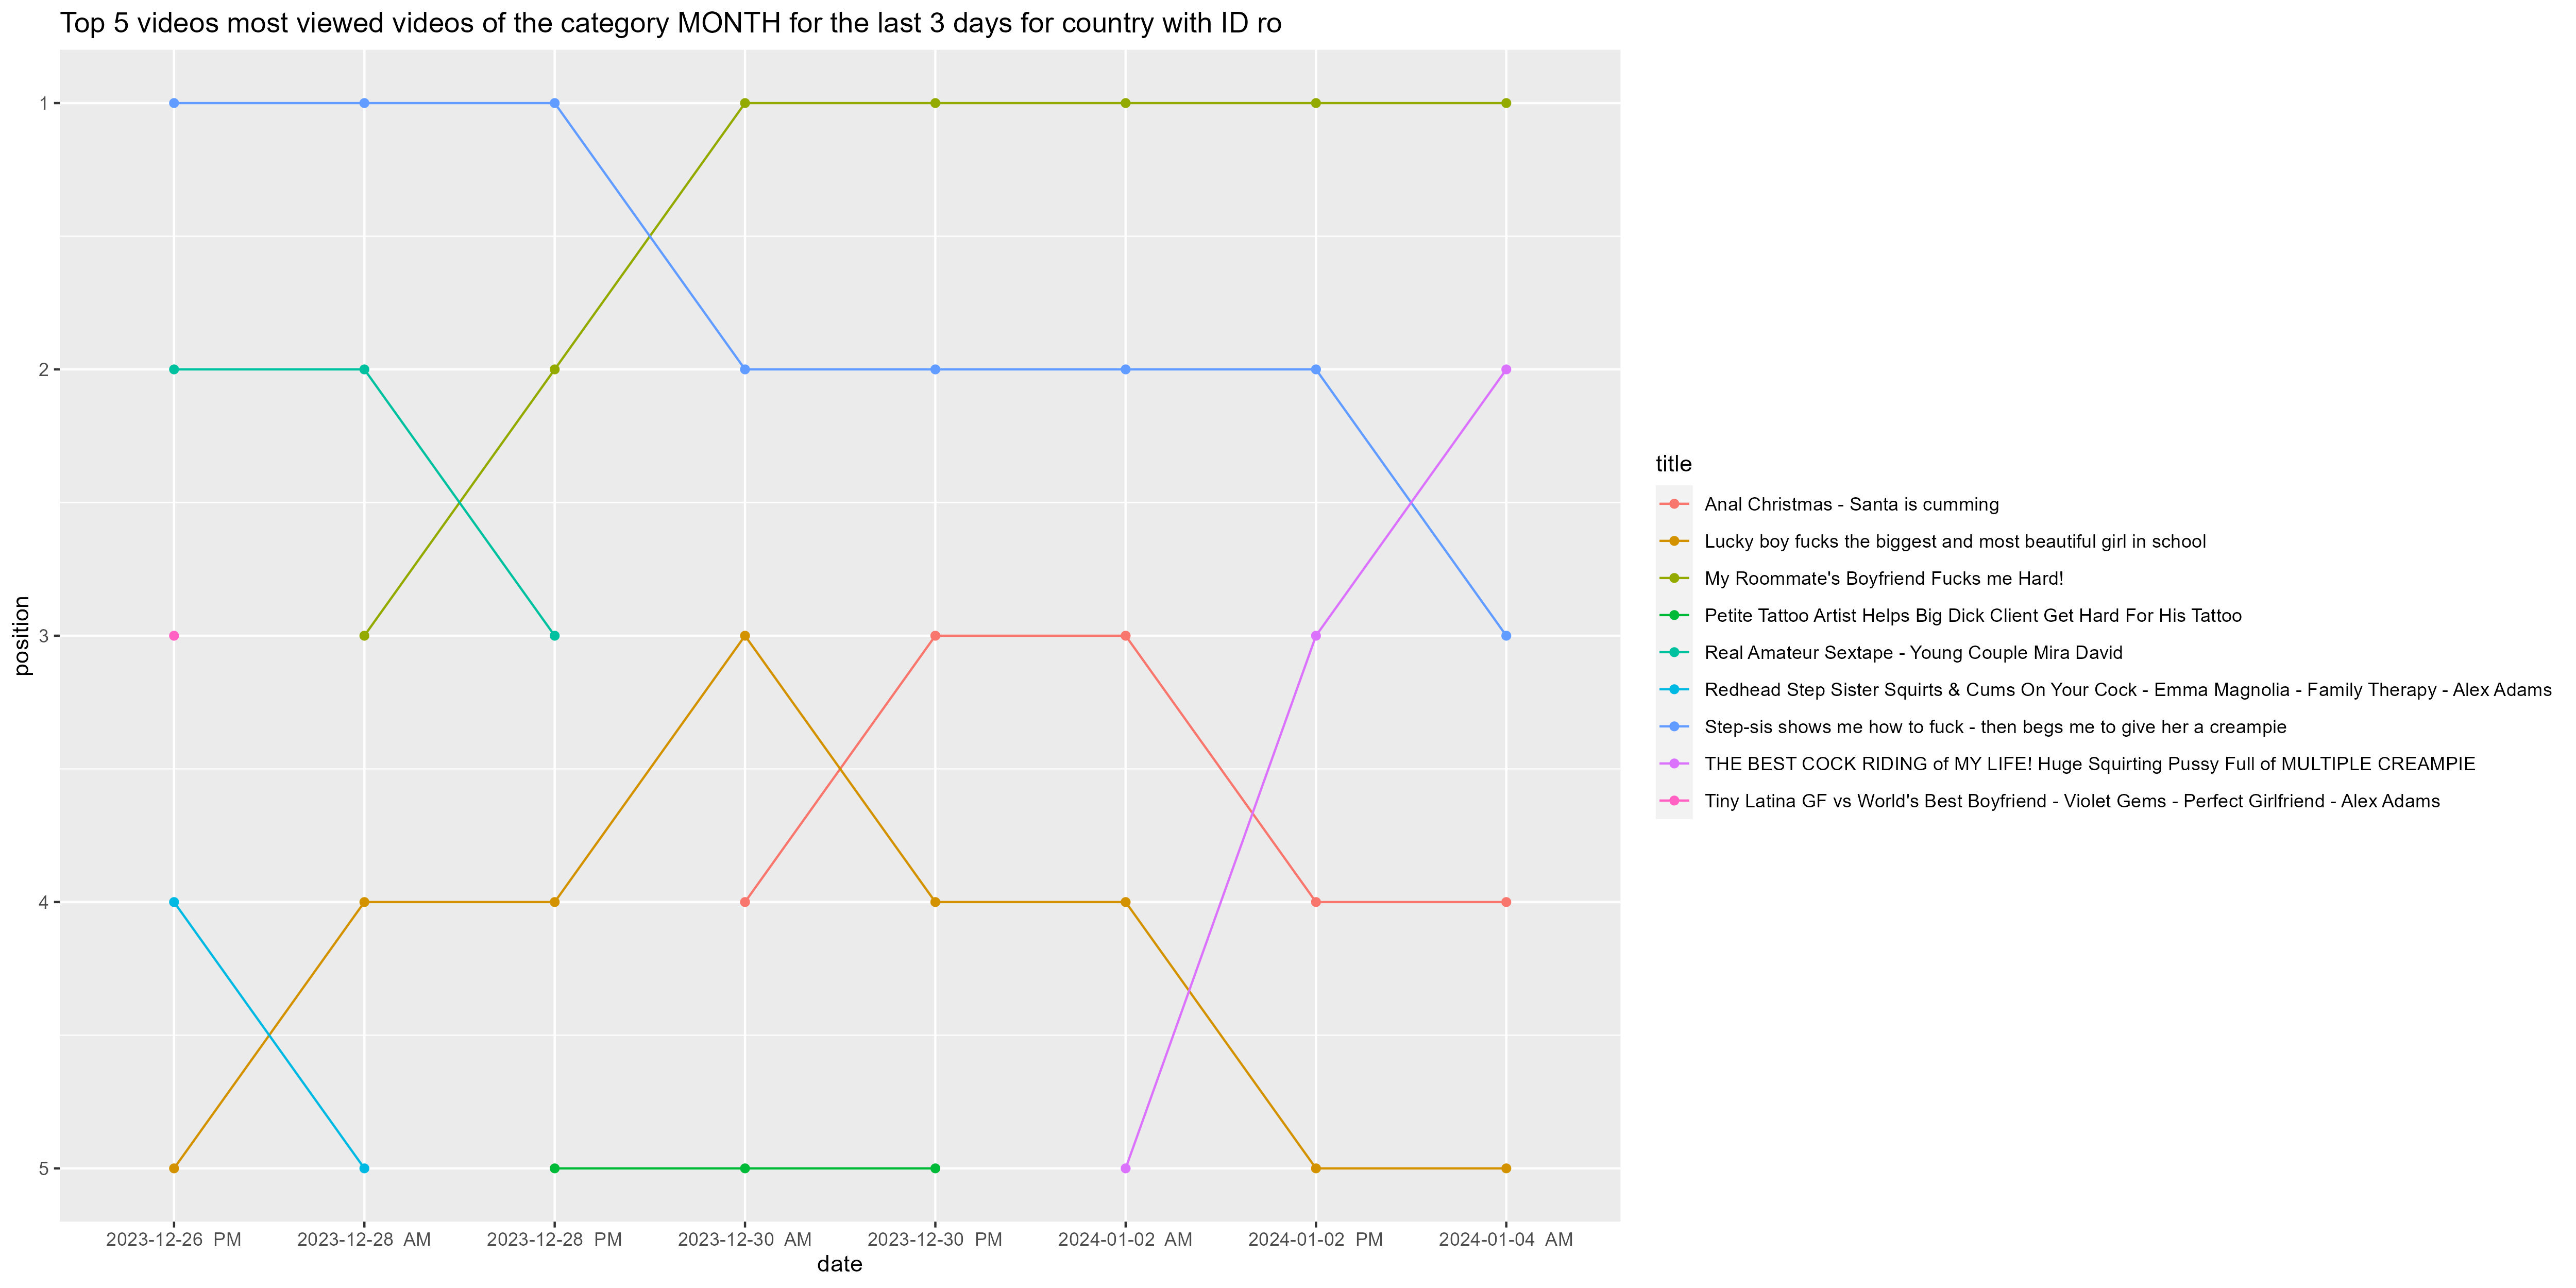 Top 5 videos most viewed videos of the category MONTH for the last 3 days for country with ID ro
position
1
2
3
4
5
2023-12-26 PM
2023-12-28 AM
2023-12-28 PM
2023-12-30 AM
2023-12-30 PM
2024-01-02 AM
2024-01-02 PM
2024-01-04 AM
date
title
Anal Christmas - Santa is cumming
Lucky boy fucks the biggest and most beautiful girl in school
My Roommate's Boyfriend Fucks me Hard!
Petite Tattoo Artist Helps Big Dick Client Get Hard For His Tattoo
Real Amateur Sextape - Young Couple Mira David
Redhead Step Sister Squirts & Cums On Your Cock - Emma Magnolia - Family Therapy - Alex Adams
Step-sis shows me how to fuck - then begs me to give her a creampie
THE BEST COCK RIDING of MY LIFE! Huge Squirting Pussy Full of MULTIPLE CREAMPIE
Tiny Latina GF vs World's Best Boyfriend - Violet Gems - Perfect Girlfriend - Alex Adams